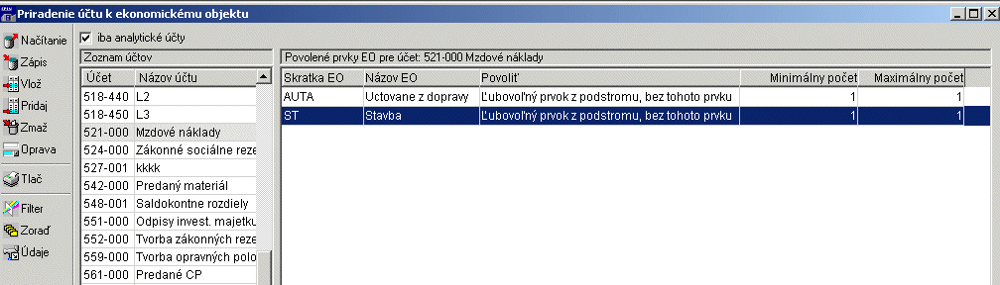 Priradenie účtu k ekonomickému objektu
Načítanie
Zápis
Vlož
Pridaj
Zmaž
Oprava
Tlač
Filter
Zoraď
Údaje
iba analytické účty
Zoznam účtov
Účet Názov účtu
518-440 L2
518-450 L3
521-000 Mzdové náklady
524-000 Zákonné sociálne reze
527-001 kkkk
542-000 Predaný materiál
548-001 Saldokontne rozdiely
551-000 Odpisy invest. majetku
552-000 Tvorba zákonných reze
559-000 Tvorba opravných polo
561-000 Predané CP
Povolené prvky EO pre účet: 521-000 Mzdové náklady
Skratka EO Názov EO Povoliť Minimálny počet Maximálny počet
AUTA Uctovane z dopravy Ľubovoľný prvok z podstromu, bez tohoto prvku 1 1
ST Stavba Ľubovoľný prvok z podstromu, bez tohoto prvku 1 1